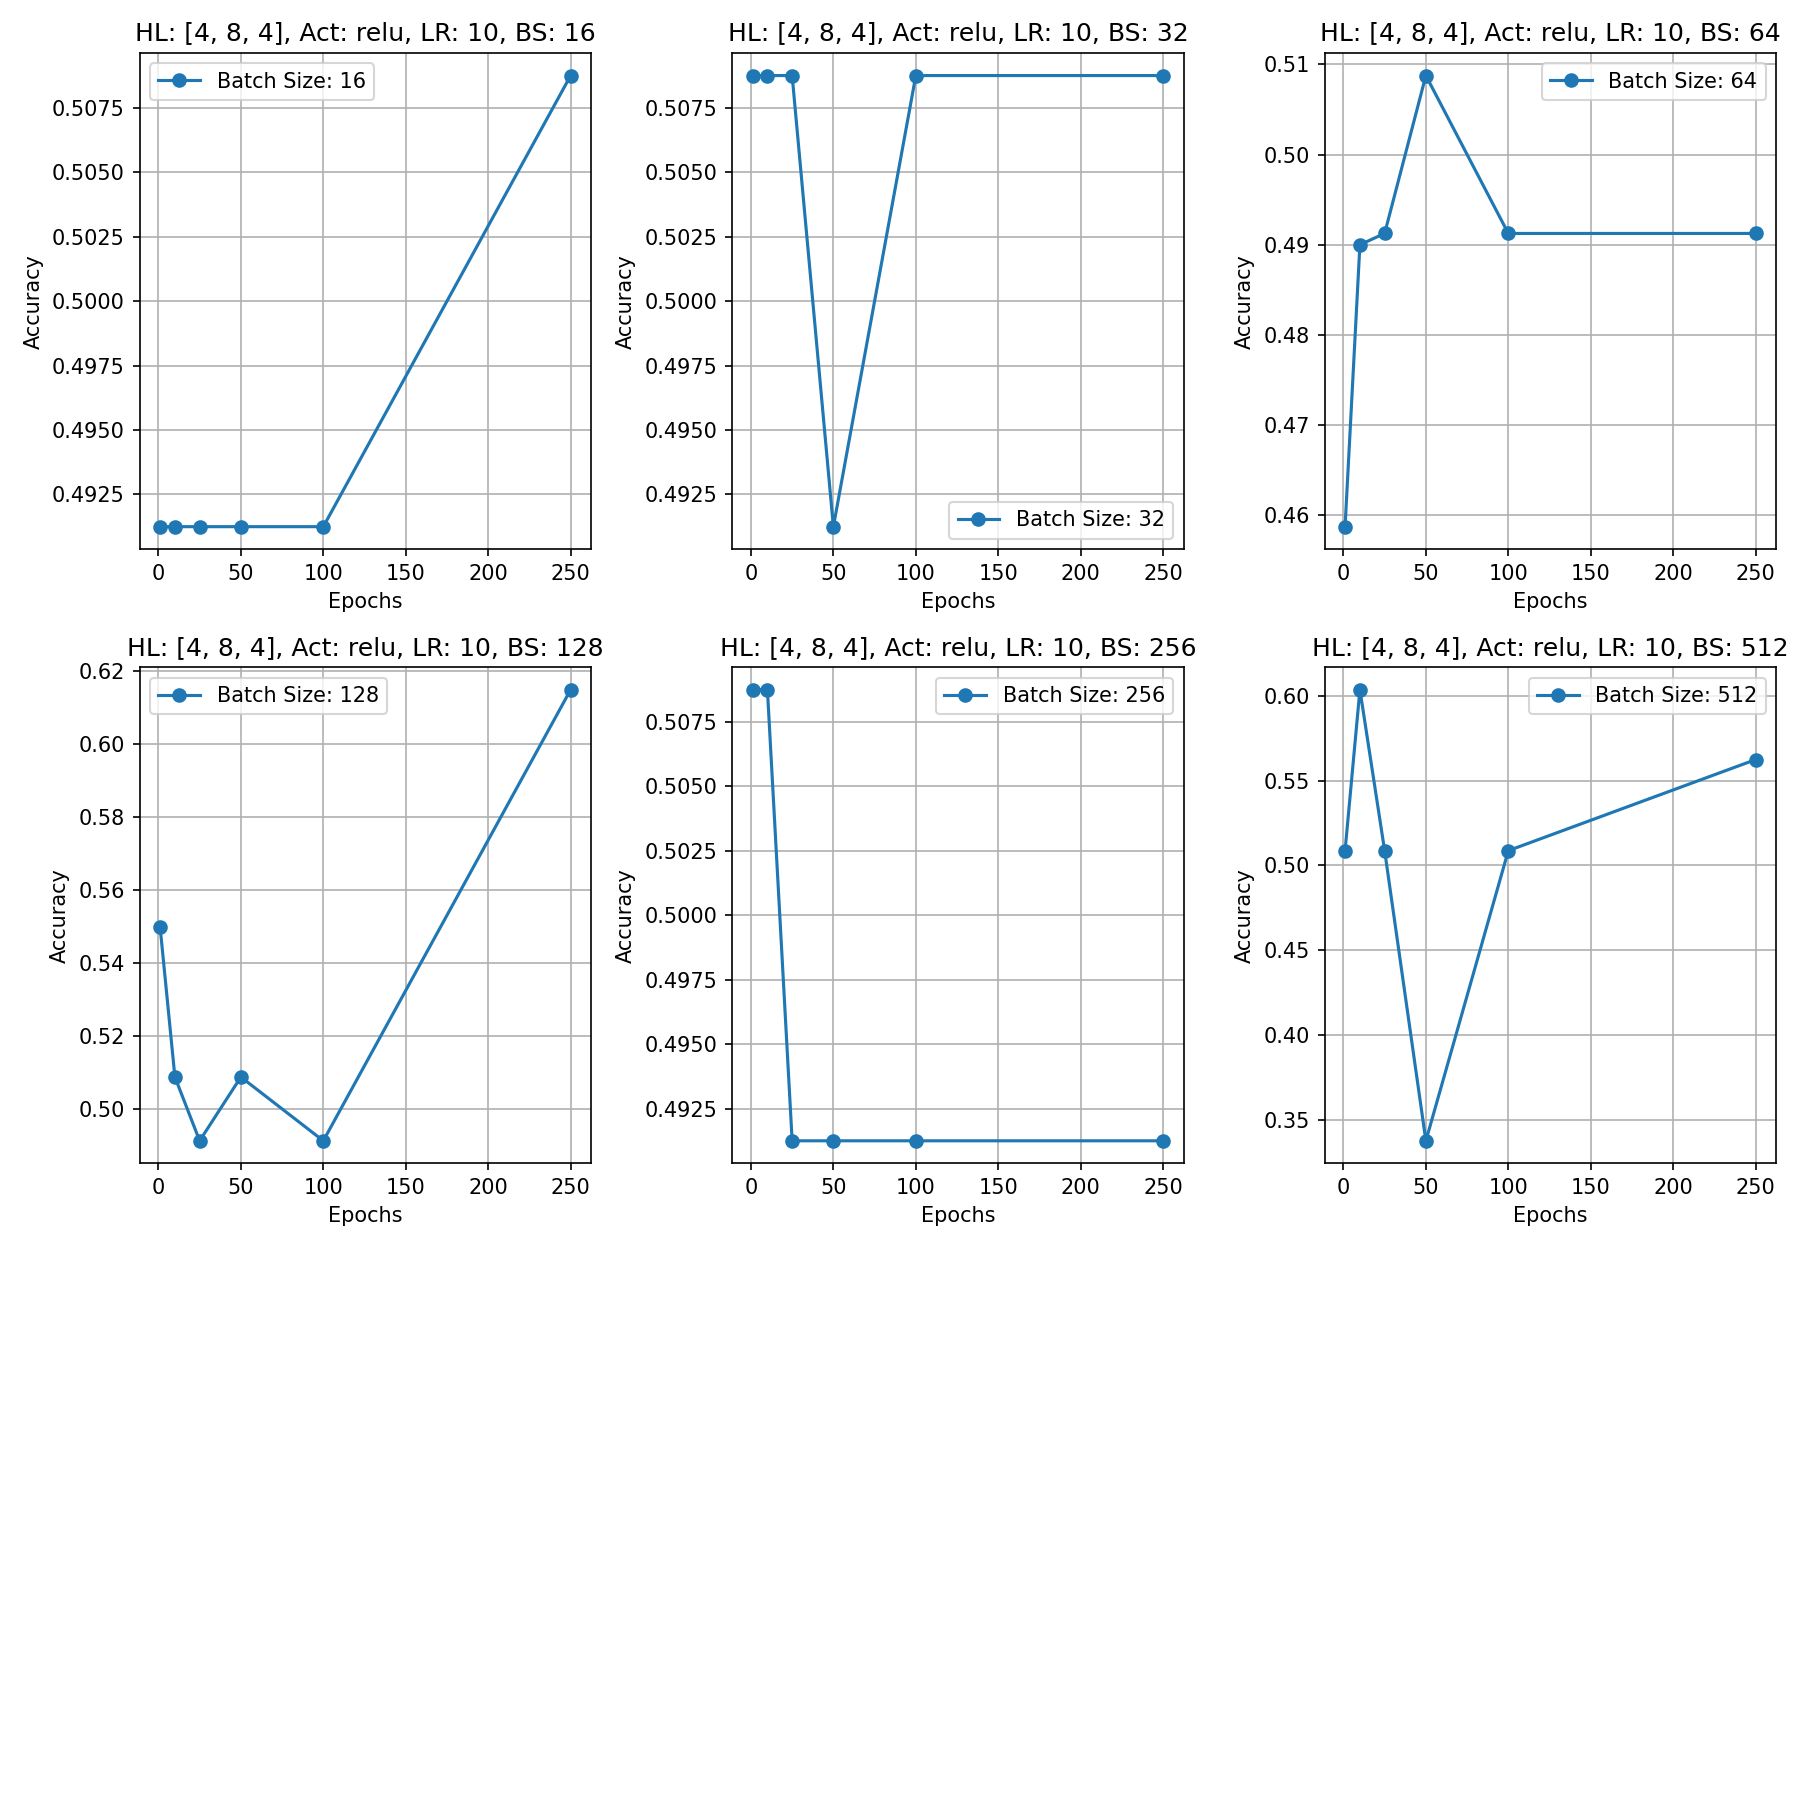 HL: [4, 8, 4], Act: relu, LR: 10, BS: 16
Batch Size: 16
0.5075
0.5050
0.5025
0.5000
0.4975
0.4950
0.4925
Accuracy
0 50 100 150 200 250
Epochs
HL: [4, 8, 4], Act: relu, LR: 10, BS: 32
0.5075
0.5050
0.5025
0.5000
0.4975
0.4950
0.4925
Accuracy
Batch Size: 32
0 50 100 150 200 250
Epochs
HL: [4, 8, 4], Act: relu, LR: 10, BS: 64
Batch Size: 64
0.51
0.50
0.49
0.48
0.47
0.46
Accuracy
0 50 100 150 200 250
Epochs
HL: [4, 8, 4], Act: relu, LR: 10, BS: 128
Batch Size: 128
0.62
0.60
0.58
0.56
0.54
0.52
0.50
Accuracy
0 50 100 150 200 250
Epochs
HL: [4, 8, 4], Act: relu, LR: 10, BS: 256
Batch Size: 256
0.5075
0.5050
0.5025
0.5000
0.4975
0.4950
0.4925
Accuracy
0 50 100 150 200 250
Epochs
HL: [4, 8, 4], Act: relu, LR: 10, BS: 512
Batch Size: 512
0.60
0.55
0.50
0.45
0.40
0.35
Accuracy
0 50 100 150 200 250
Epochs